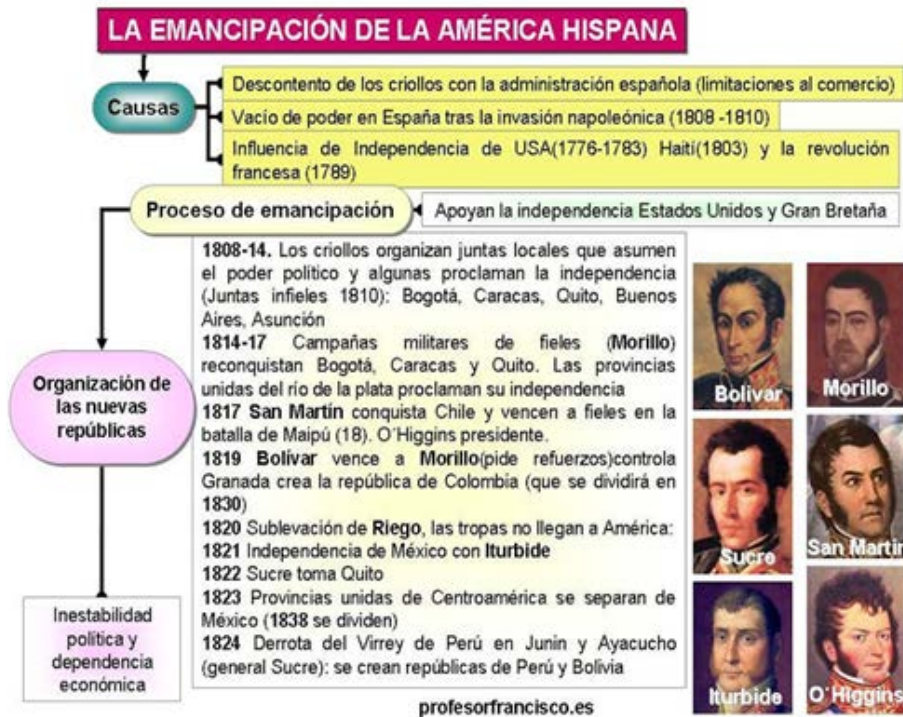 LA EMANCIPACIÓN DE LA AMÉRICA HISPANA
Causas
Descontento de los criollos con la administración española (limitaciones al comercio)
Vacío de poder en España tras la invasión napoleónica (1808 -1810)
Influencia de Independencia de USA(1776-1783) Haití(1803) y la revolución
francesa (1789)
Proceso de emancipación
Apoyan la independencia Estados Unidos y Gran Bretaña
1808-14. Los criollos organizan juntas locales que asumen
el poder político y algunas proclaman la independencia
(Juntas infieles 1810): Bogotá, Caracas, Quito, Buenos
Aires, Asunción
1814-17 Campañas militares de fieles (Morillo)
reconquistan Bogotá, Caracas y Quito. Las provincias
unidas del río de la plata proclaman su independencia
1817 San Martín conquista Chile y vencen a fieles en la
batalla de Maipú (18). O´Higgins presidente.
1819 Bolívar vence a Morillo(pide refuerzos)controla
Granada crea la república de Colombia (que se dividirá en
1830)
1820 Sublevación de Riego, las tropas no llegan a América:
1821 Independencia de México con Iturbide
1822 Sucre toma Quito
1823 Provincias unidas de Centroamérica se separan de
México (1838 se dividen)
1824 Derrota del Virrey de Perú en Junin y Ayacucho
(general Sucre): se crean repúblicas de Perú y Bolivia
Organización de
las nuevas
repúblicas
Inestabilidad
política y
dependencia
económica
Bolívar
Morillo
Sucre
San Martín
Iturbide
O´Higgins
profesorfrancisco.es